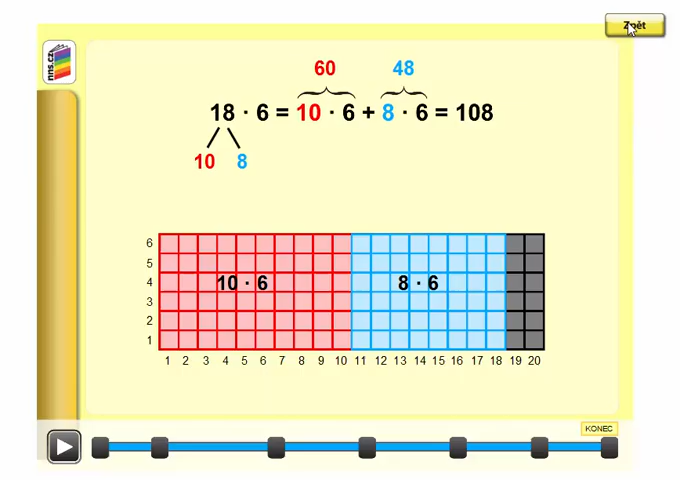 Zpět
nns.cz
60 48
18 · 6 = 10 · 6 + 8 · 6 = 108
10 8
6
5
4
3
2
1
10 · 6 8 · 6
1 2 3 4 5 6 7 8 9 10 11 12 13 14 15 16 17 18 19 20
KONEC